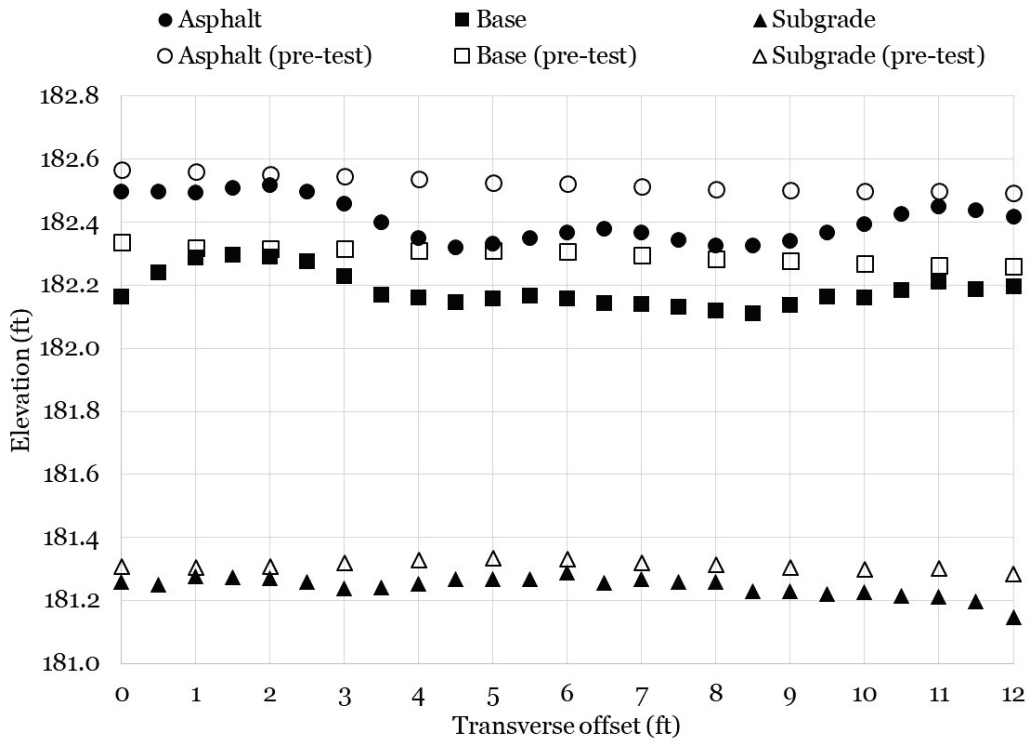 Asphalt Base Subgrade
Asphalt (pre-test) Base (pre-test) Subgrade (pre-test)
182.8
182.6
182.4
182.2
182.0
181.8
181.6
181.4
181.2
181.0
Elevation (ft)
0 1 2 3 4 5 6 7 8 9 10 11 12
Transverse offset (ft)